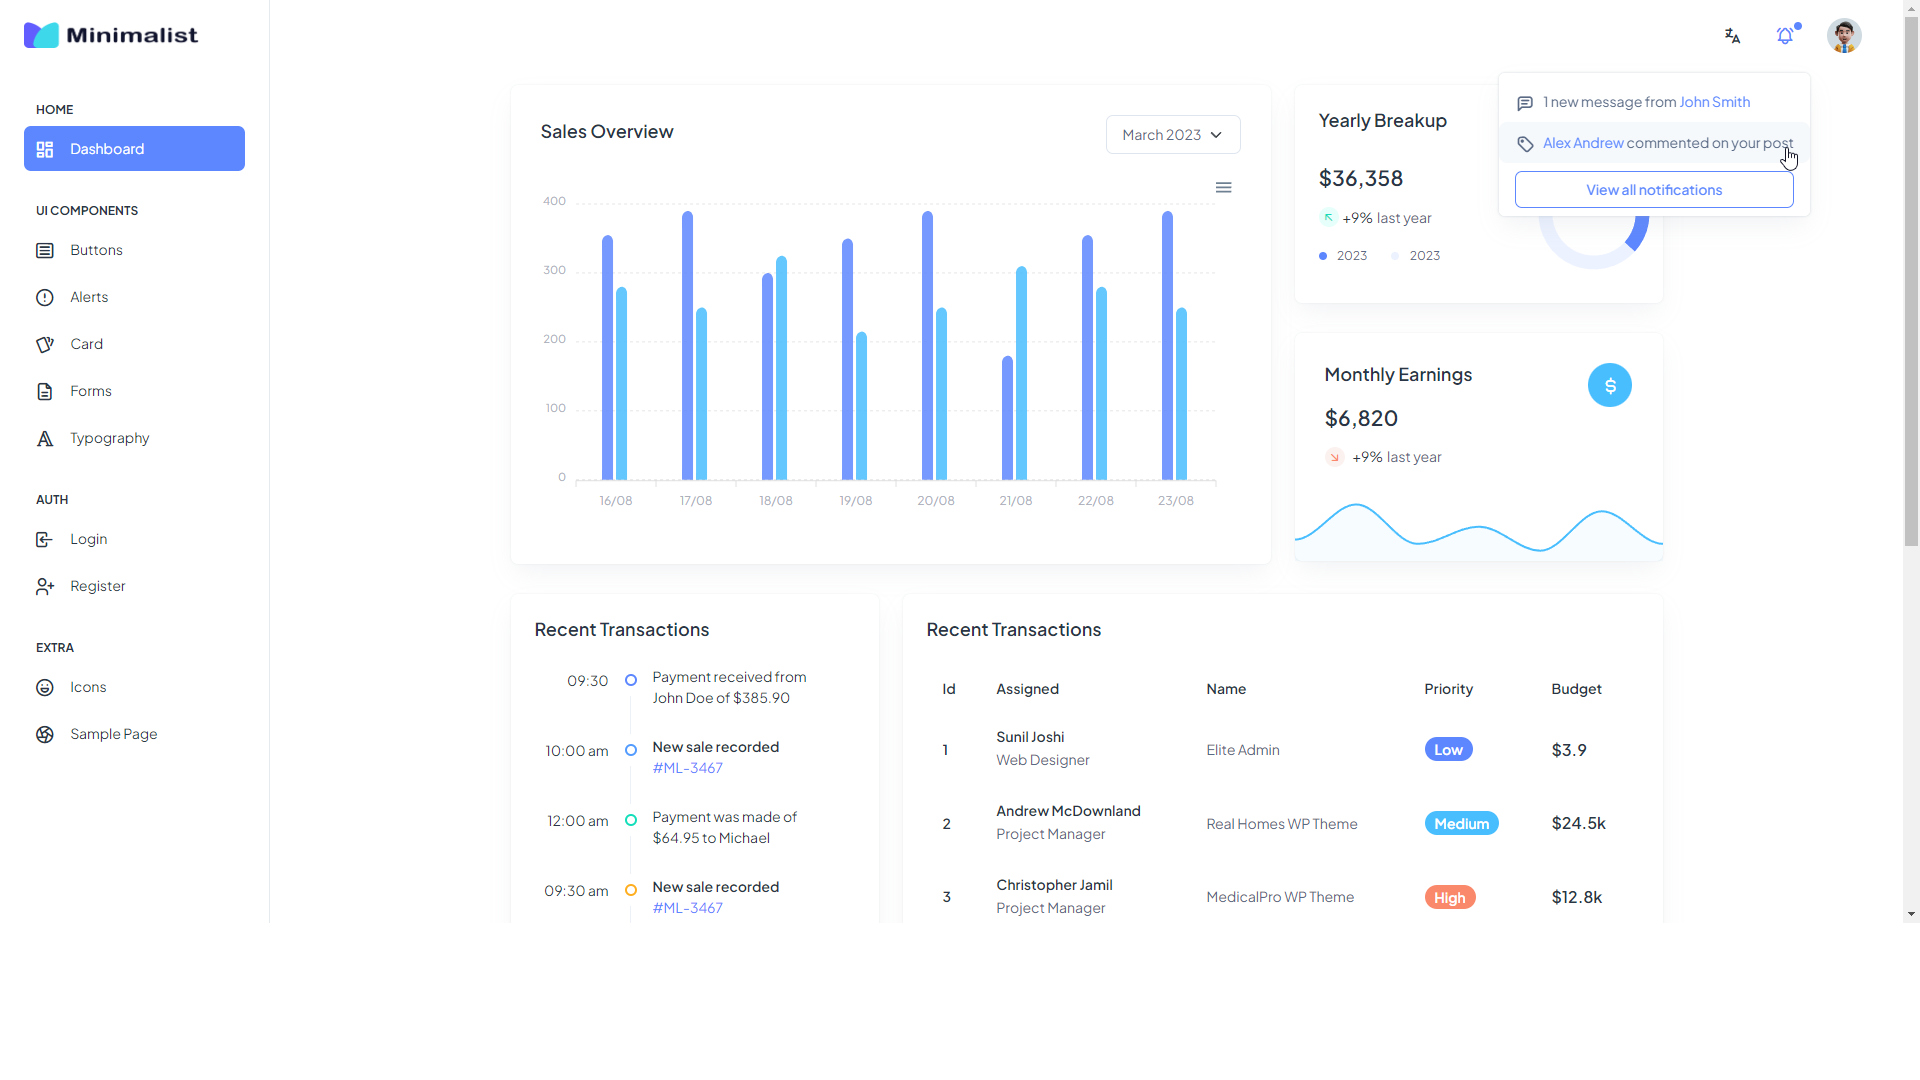 Minimalist
HOME
Dashboard
UI COMPONENTS
Buttons
Alerts
Card
Forms
Typography
AUTH
Login
Register
EXTRA
Icons
Sample Page
Sales Overview
March 2023
400
300
200
100
0
16/08 17/08 18/08 19/08 20/08 21/08 22/08 23/08
Yearly Breakup
$36,358
+9% last year
2023 2023
1 new message from John Smith
Alex Andrew commented on your post
View all notifications
Monthly Earnings
$
$6,820
+9% last year
Recent Transactions
09:30 Payment received from
John Doe of $385.90
10:00 am New sale recorded
#ML-3467
12:00 am Payment was made of
$64.95 to Michael
09:30 am New sale recorded
#ML-3467
Recent Transactions
Id Assigned Name Priority Budget
1 Sunil Joshi
Web Designer Elite Admin Low $3.9
2 Andrew McDownland
Project Manager Real Homes WP Theme Medium $24.5k
3 Christopher Jamil
Project Manager MedicalPro WP Theme High $12.8k